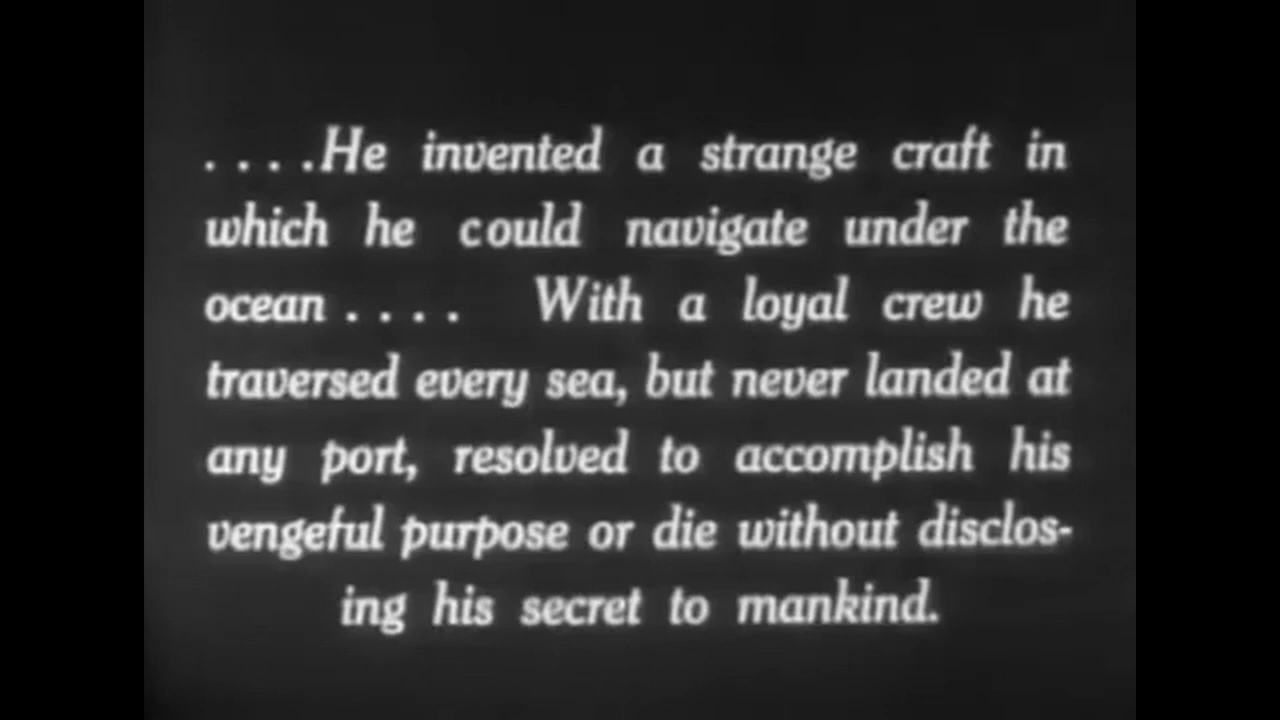 ....He invented a strange craft in
which he could navigate under the
ocean.... With a loyal crew he
traversed every sea, but never landed at
any port, resolved to accomplish his
vengeful purpose or die without disclos-
ing his secret to mankind.